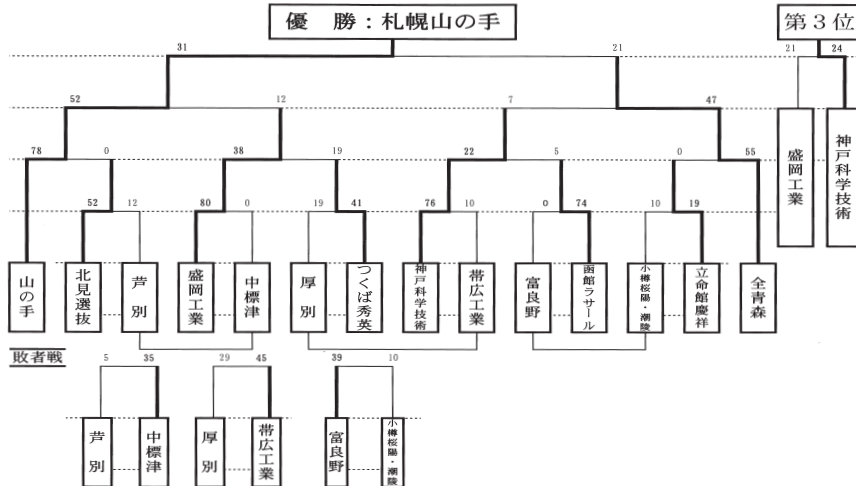 優 勝：札幌山の手
第３位
31
21
21
24
52
12
7
47
78
0
38
19
22
5
0
55
52
12
80
0
19
41
76
10
0
74
10
19
盛岡工業
神戸科学技術
山の手
北見選抜
芦別
盛岡工業
中標津
厚別
つくば秀英
神戸科学技術
帯広工業
富良野
函館ラサール
小樽桜陽・潮陵
立命館慶祥
全青森
敗者戦
5
35
29
45
39
10
芦別
中標津
厚別
帯広工業
富良野
小樽桜陽・潮陵